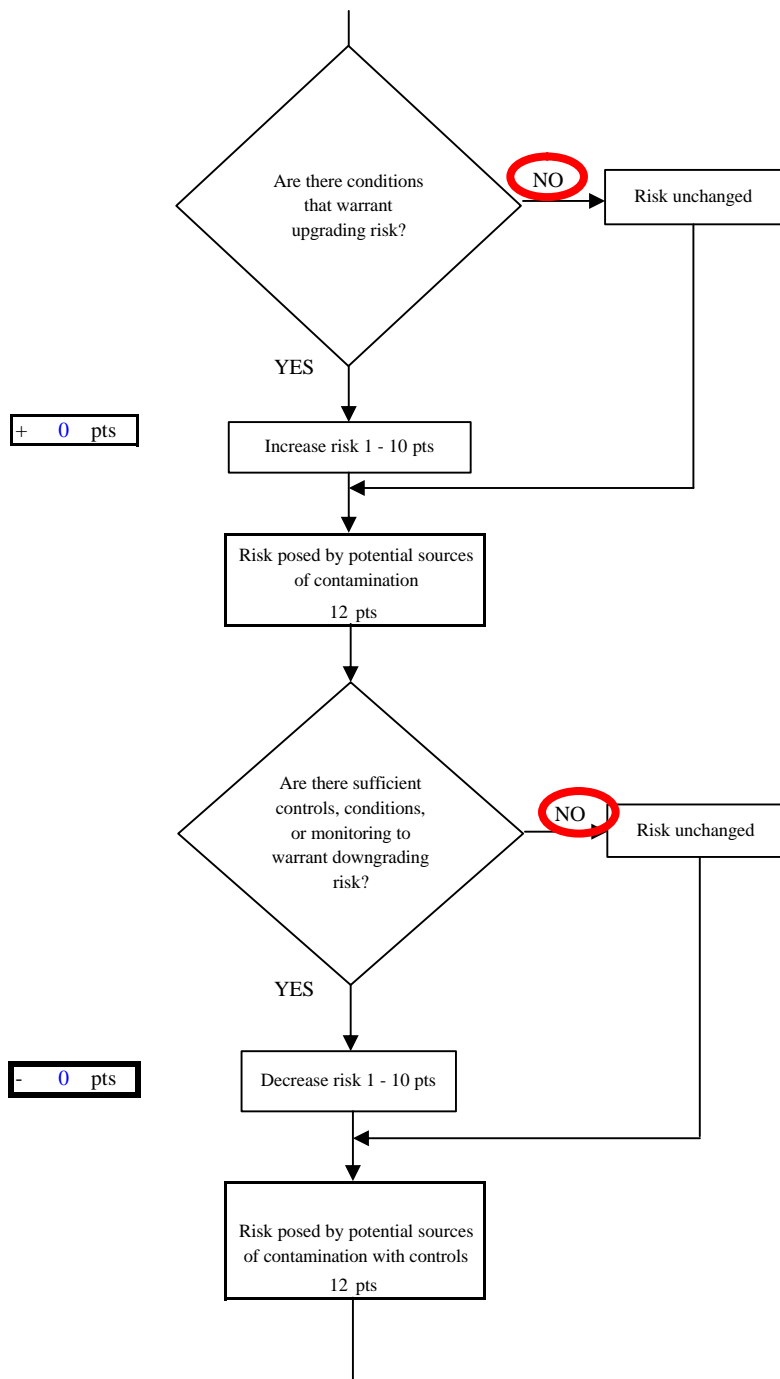 Are there conditions
that warrant
upgrading risk?
NO
Risk unchanged
YES
+ 0 pts
Increase risk 1 - 10 pts
Risk posed by potential sources
of contamination
12 pts
Are there sufficient
controls, conditions,
or monitoring to
warrant downgrading
risk?
NO
Risk unchanged
YES
- 0 pts
Decrease risk 1 - 10 pts
Risk posed by potential sources
of contamination with controls
12 pts